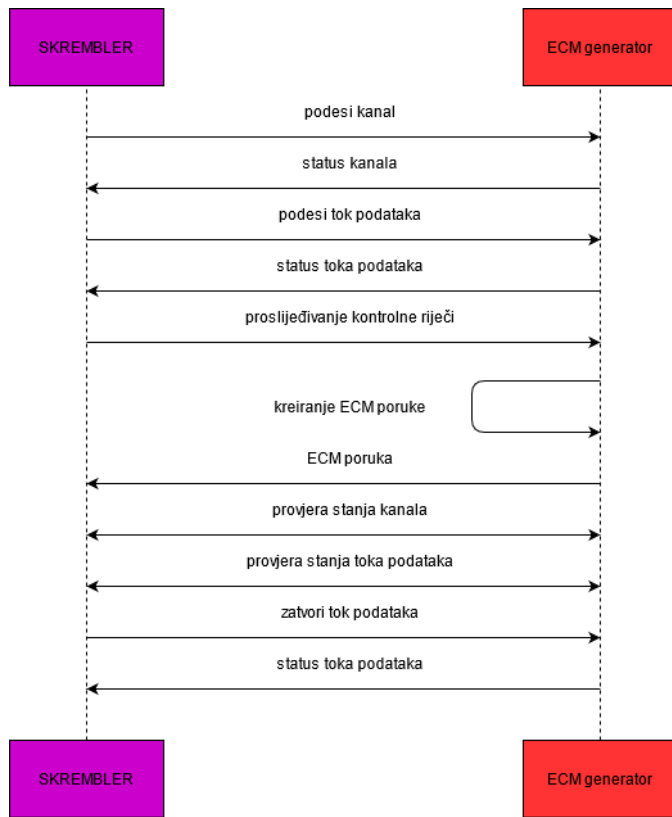 SKREMBLER
ECM generator
podesi kanal
status kanala
podesi tok podataka
status toka podataka
proslijeđivanje kontrolne riječi
kreiranje ECM poruke
ECM poruka
provjera stanja kanala
provjera stanja toka podataka
zatvori tok podataka
status toka podataka
SKREMBLER
ECM generator